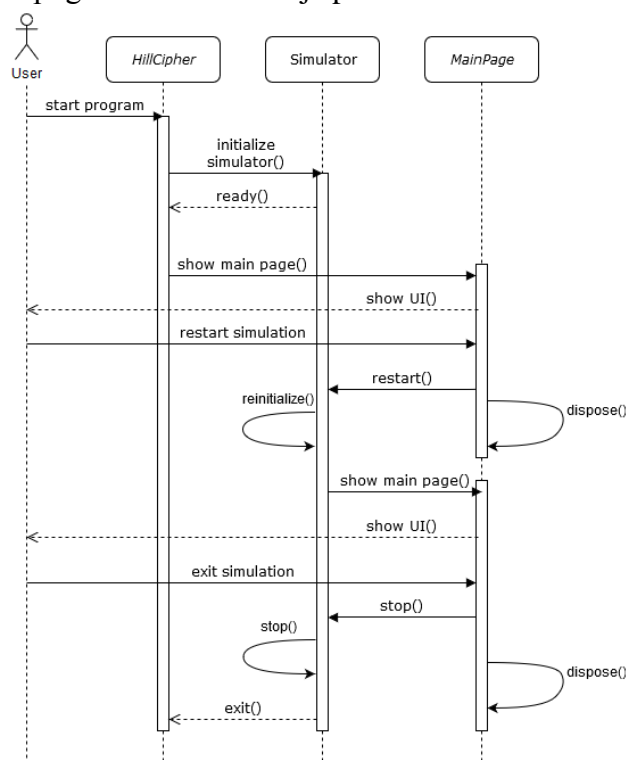 User
HillCipher
Simulator
MainPage
start program
initialize
simulator()
ready()
show main page()
show UI()
restart simulation
restart()
reinitialize()
dispose()
show main page()
show UI()
exit simulation
stop()
stop()
dispose()
exit()